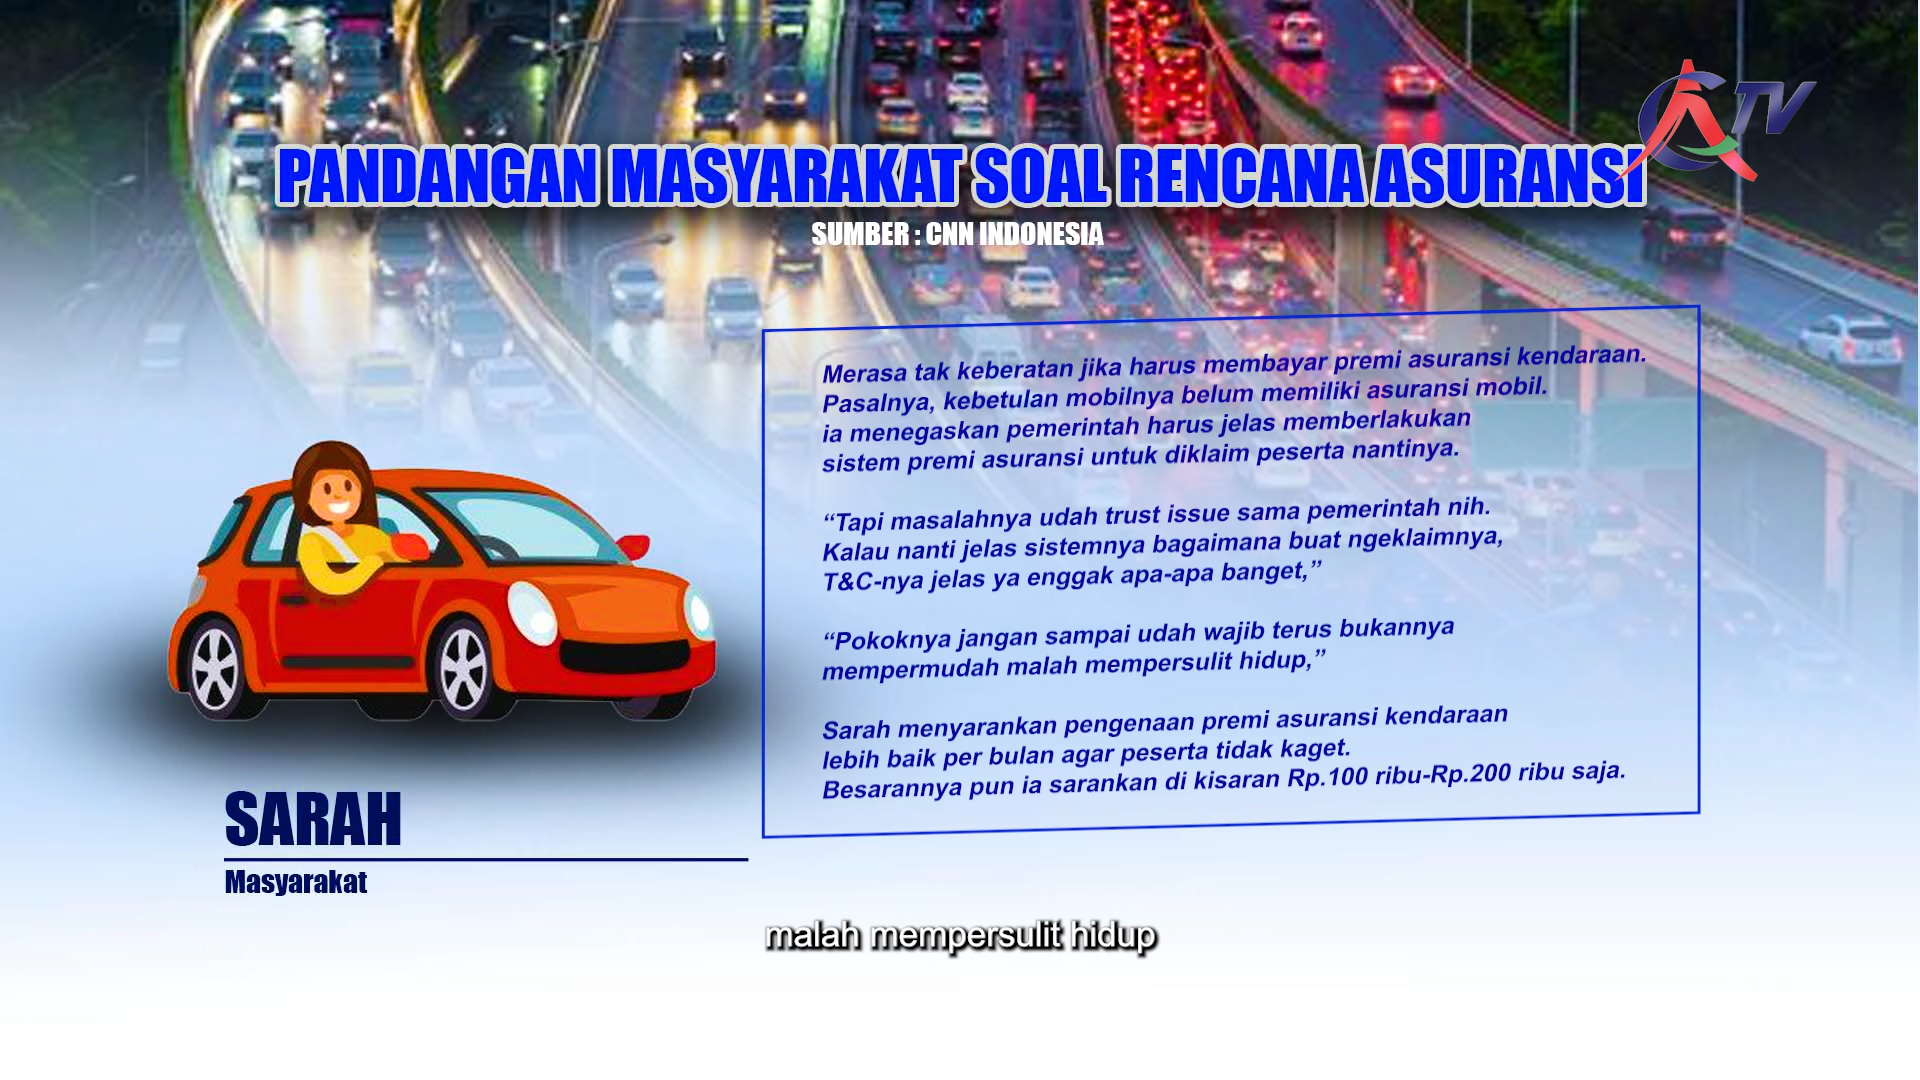 TV
PANDANGAN MASYARAKAT SOAL RENCANA ASURANSI
SUMBER : CNN INDONESIA
Merasa tak keberatan jika harus membayar premi asuransi kendaraan.
Pasalnya, kebetulan mobilnya belum memiliki asuransi mobil.
ia menegaskan pemerintah harus jelas memberlakukan
sistem premi asuransi untuk diklaim peserta nantinya.
“Tapi masalahnya udah trust issue sama pemerintah nih.
Kalau nanti jelas sistemnya bagaimana buat ngeklaimnya,
T&C-nya jelas ya enggak apa-apa banget,”
“Pokoknya jangan sampai udah wajib terus bukannya
mempermudah malah mempersulit hidup,”
Sarah menyarankan pengenaan premi asuransi kendaraan
lebih baik per bulan agar peserta tidak kaget.
Besarannya pun ia sarankan di kisaran Rp.100 ribu-Rp.200 ribu saja.
SARAH
Masyarakat
malah mempersulit hidup